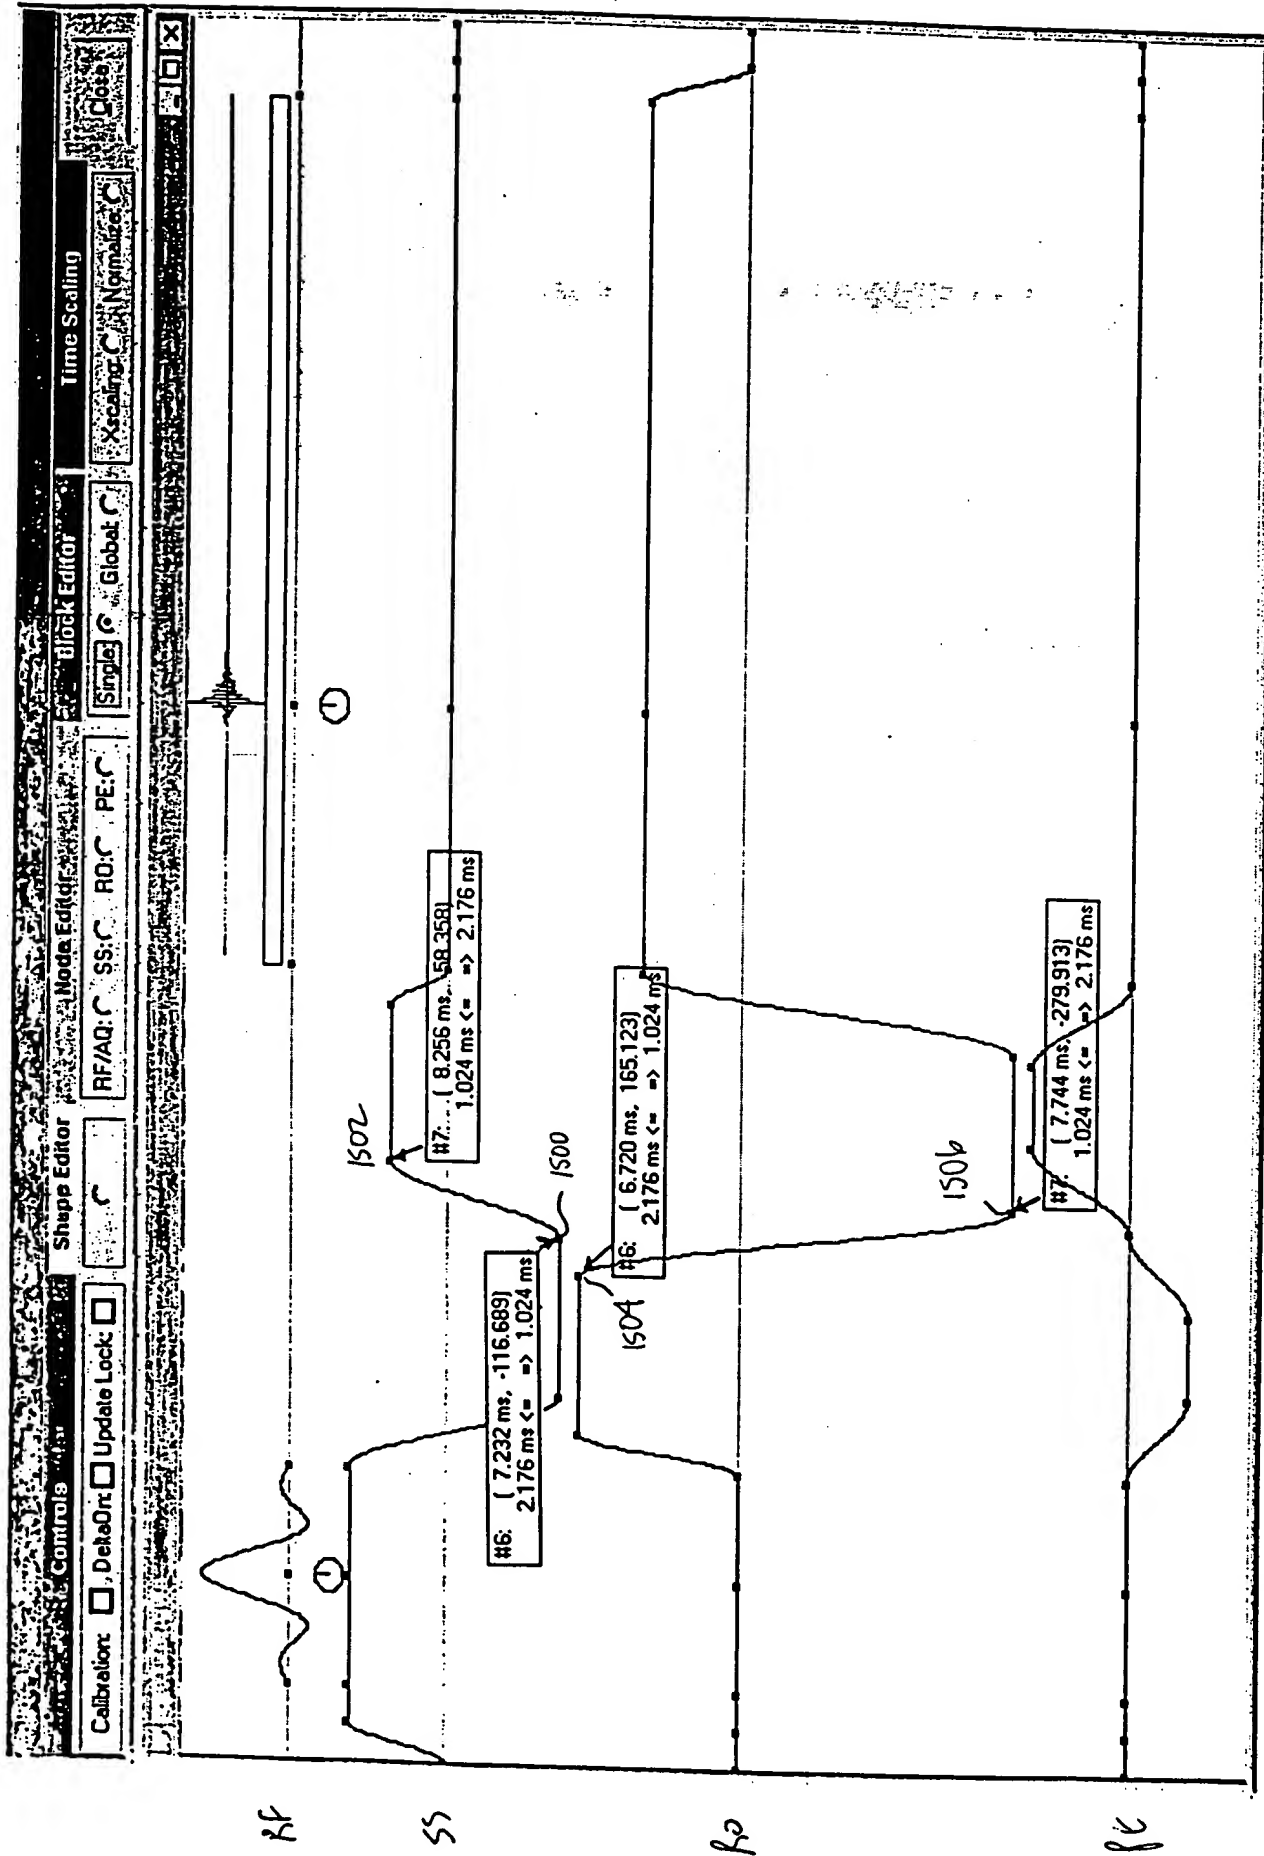 Controls Shape Editor Node Editor Block Editor Time Scaling
Calibration: DeltaOn: Update Lock: RF/AQ: SS: RO: PE: Single Global: Xscaling: Normalize: Close
RF
SS
1502
#7: ( 8.256 ms, 58.358)
1.024 ms <= => 2.176 ms
1500
#6: ( 7.232 ms, -116.689)
2.176 ms <= => 1.024 ms
#6: ( 6.720 ms, 165.123)
2.176 ms <= => 1.024 ms
1504
RO
1506
#7: ( 7.744 ms, -279.913)
1.024 ms <= => 2.176 ms
PE